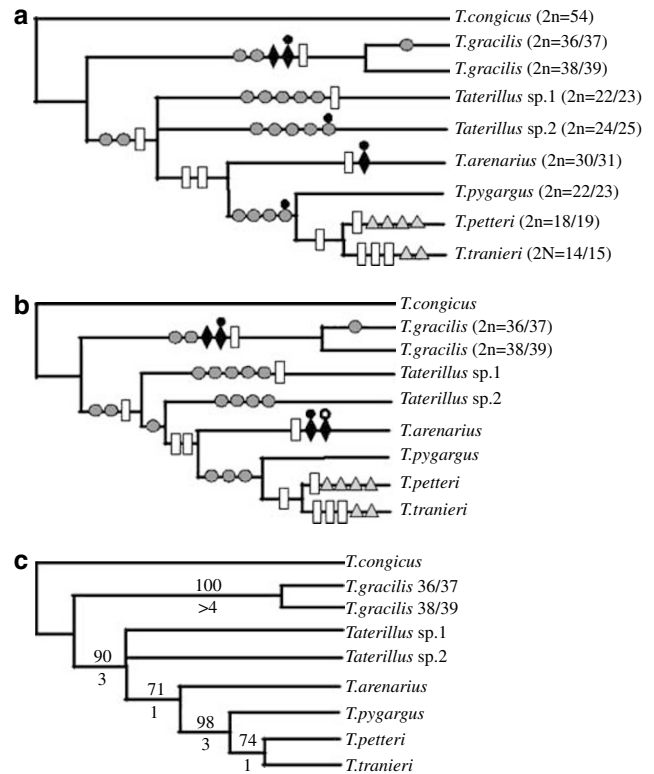 a
T.congicus (2n=54)
T.gracilis (2n=36/37)
T.gracilis (2n=38/39)
Taterillus sp.1 (2n=22/23)
Taterillus sp.2 (2n=24/25)
T.arenarius (2n=30/31)
T.pygargus (2n=22/23)
T.petteri (2n=18/19)
T.tranieri (2N=14/15)
b
T.congicus
T.gracilis (2n=36/37)
T.gracilis (2n=38/39)
Taterillus sp.1
Taterillus sp.2
T.arenarius
T.pygargus
T.petteri
T.tranieri
c
T.congicus
100
T.gracilis 36/37
>4
T.gracilis 38/39
Taterillus sp.1
90
Taterillus sp.2
3
71
T.arenarius
1
98
T.pygargus
3
74
T.petteri
1
T.tranieri